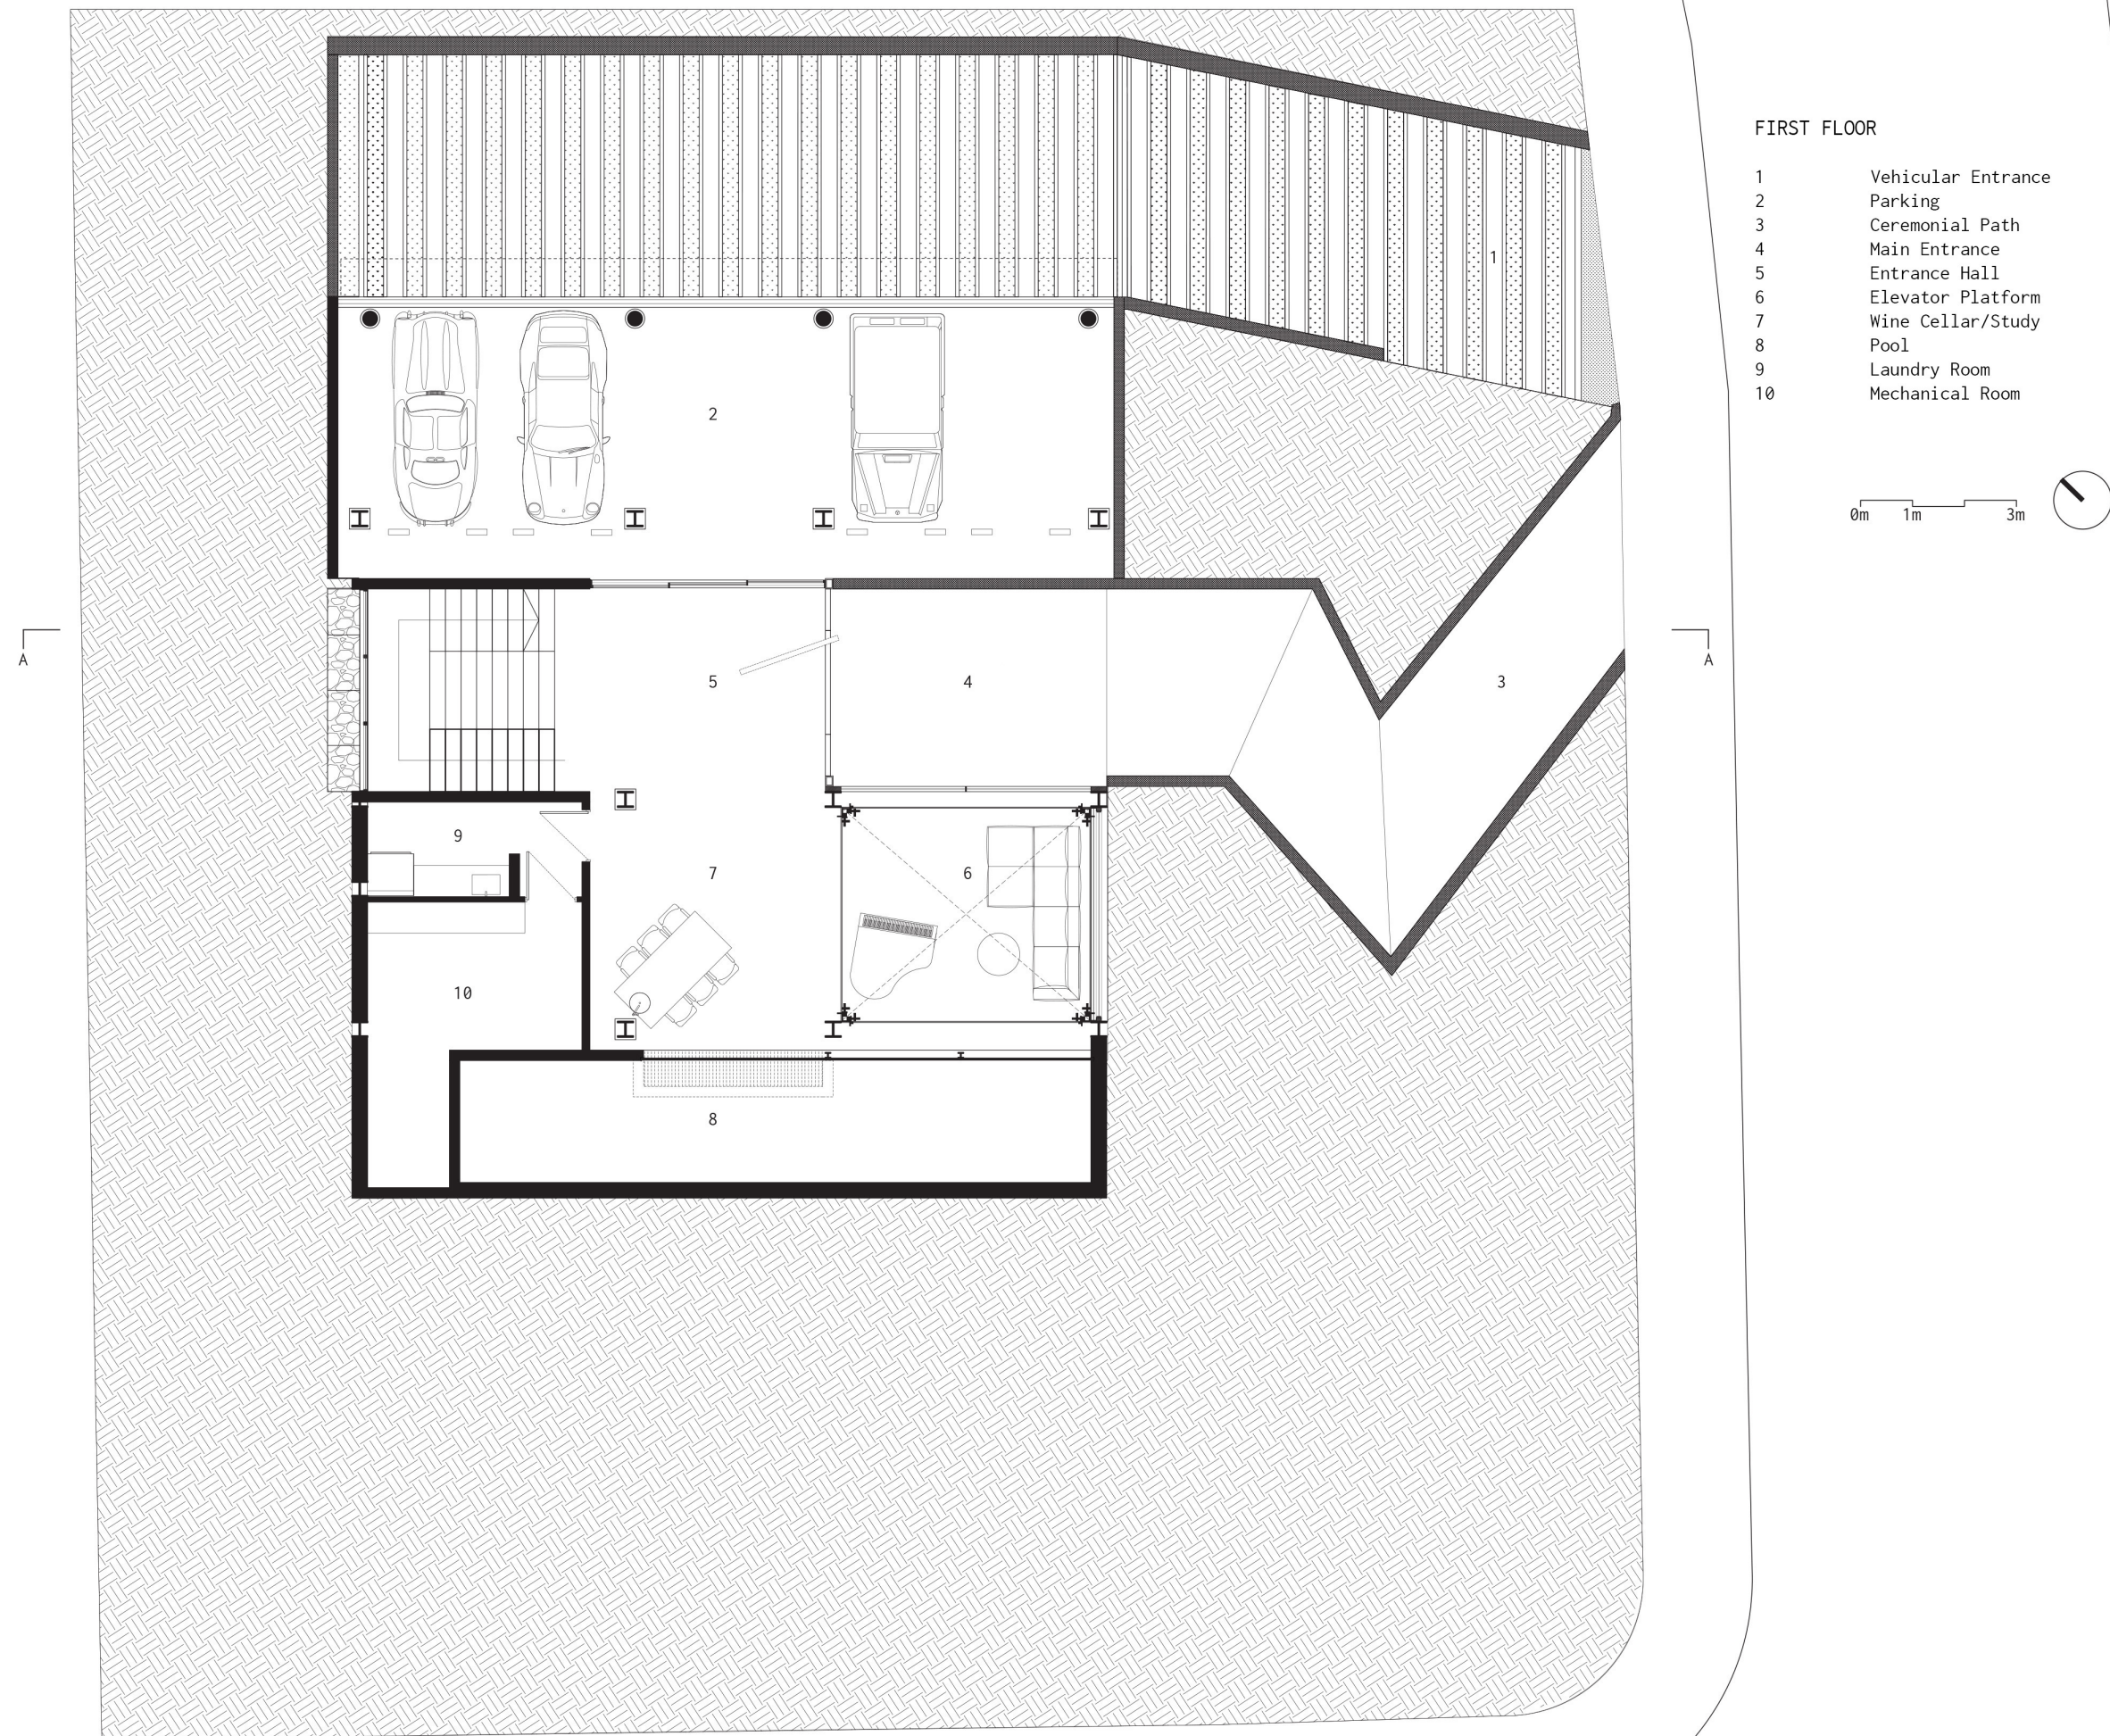 FIRST FLOOR
1 Vehicular Entrance
2 Parking
3 Ceremonial Path
4 Main Entrance
5 Entrance Hall
6 Elevator Platform
7 Wine Cellar/Study
8 Pool
9 Laundry Room
10 Mechanical Room
0m 1m 3m
1
2
A
A
5
4
3
9
7
6
10
8